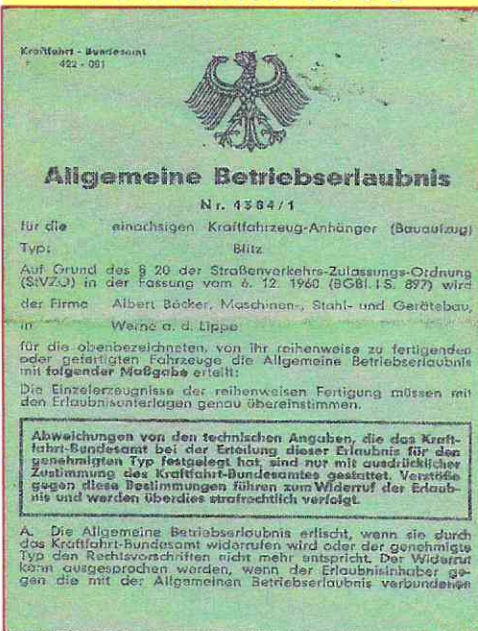 Kraftfahrt-Bundesamt
422 - 081
Allgemeine Betriebserlaubnis
Nr. 4384/1
für die einachsigen Kraftfahrzeug-Anhänger (Bauaufzug)
Typ: Blitz
Auf Grund des § 20 der Straßenverkehrs-Zulassungs-Ordnung
(StVZO) in der Fassung vom 6. 12. 1960 (BGBl. I S. 897) wird
der Firma Albert Böcker, Maschinen-, Stahl- und Gerätebau,
in Werne a. d. Lippe
für die obenbezeichneten, von ihr reihenweise zu fertigenden
oder gefertigten Fahrzeuge die Allgemeine Betriebserlaubnis
mit folgender Maßgabe erteilt:
Die Einzelerzeugnisse der reihenweisen Fertigung müssen mit
den Erlaubnisunterlagen genau übereinstimmen.
Abweichungen von den technischen Angaben, die das Kraft-
fahrt-Bundesamt bei der Erteilung dieser Erlaubnis für den
genehmigten Typ festgelegt hat, sind nur mit ausdrücklicher
Zustimmung des Kraftfahrt-Bundesamtes gestattet. Verstöße
gegen diese Bestimmungen führen zum Widerruf der Erlaub-
nis und werden überdies strafrechtlich verfolgt.
A. Die Allgemeine Betriebserlaubnis erlischt, wenn sie durch
das Kraftfahrt-Bundesamt widerrufen wird oder der genehmigte
Typ den Rechtsvorschriften nicht mehr entspricht. Der Widerruf
kann ausgesprochen werden, wenn der Erlaubnisinhaber ge-
gen die mit der Allgemeinen Betriebserlaubnis verbundenen